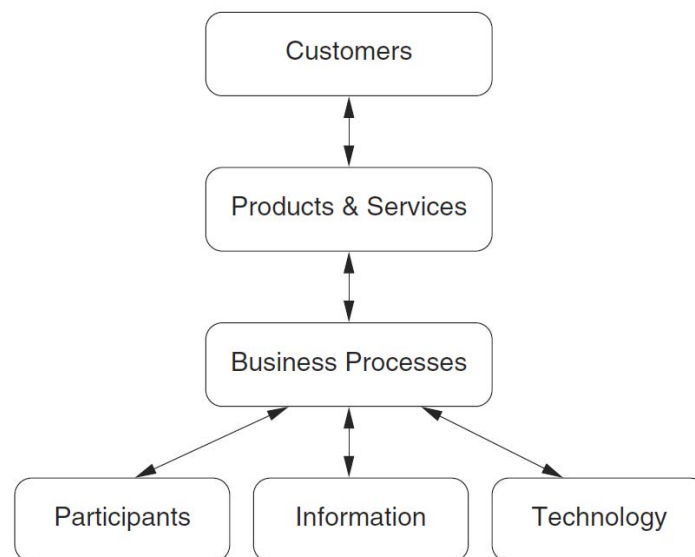 Customers
Products & Services
Business Processes
Participants
Information
Technology